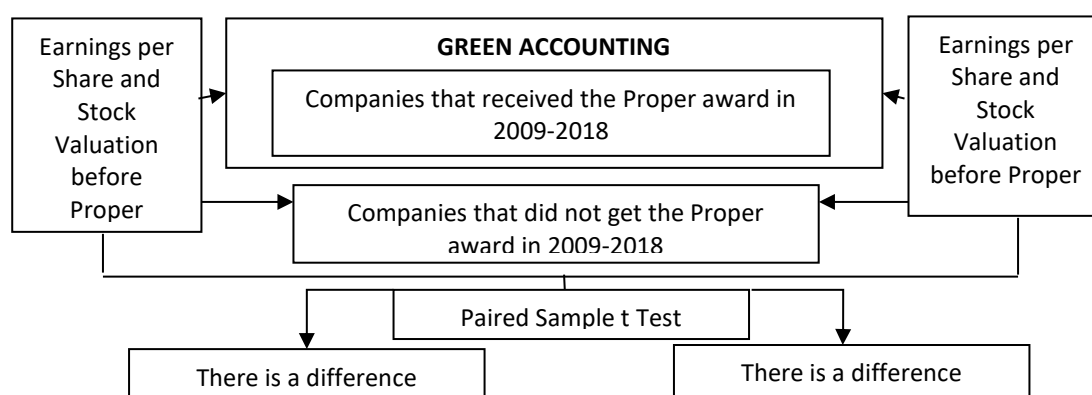 Earnings per
Share and
Stock
Valuation
before
Proper
GREEN ACCOUNTING
Companies that received the Proper award in
2009-2018
Earnings per
Share and
Stock
Valuation
before Proper
Companies that did not get the Proper
award in 2009-2018
Paired Sample t Test
There is a difference
There is a difference